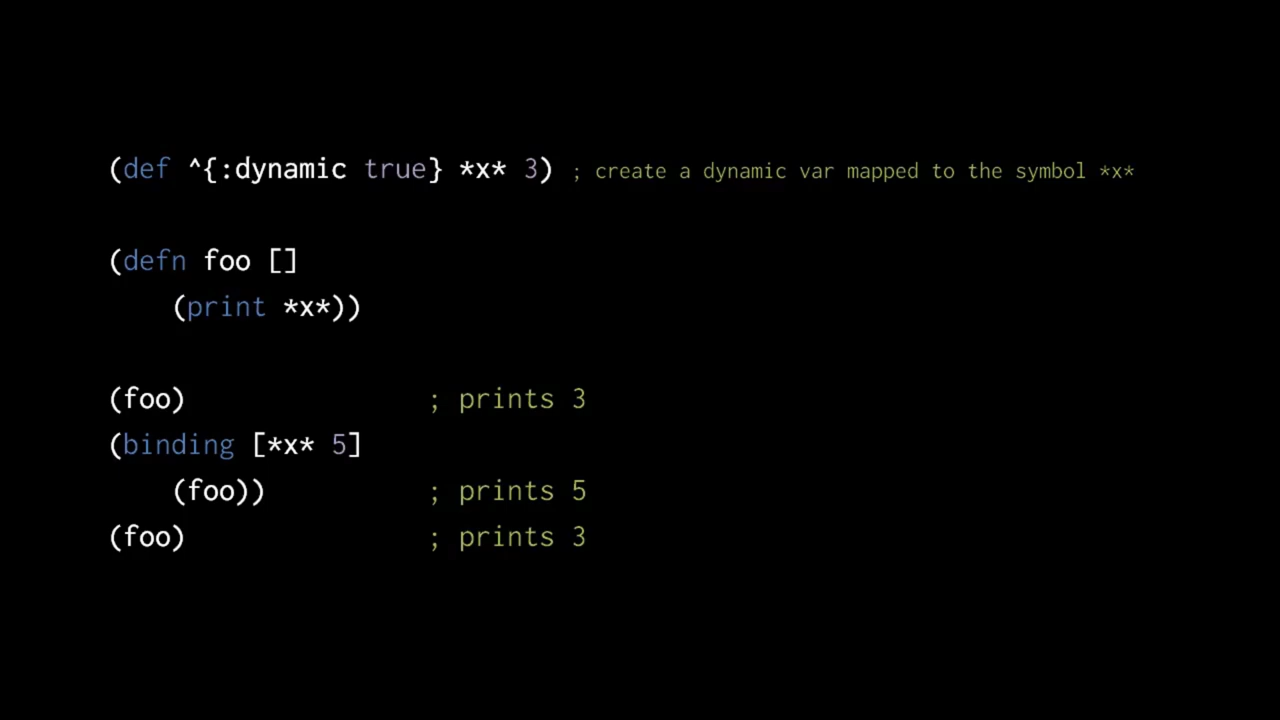 (def ^{:dynamic true} *x* 3) ; create a dynamic var mapped to the symbol *x*
(defn foo []
    (print *x*))
(foo)               ; prints 3
(binding [*x* 5]
    (foo))          ; prints 5
(foo)               ; prints 3